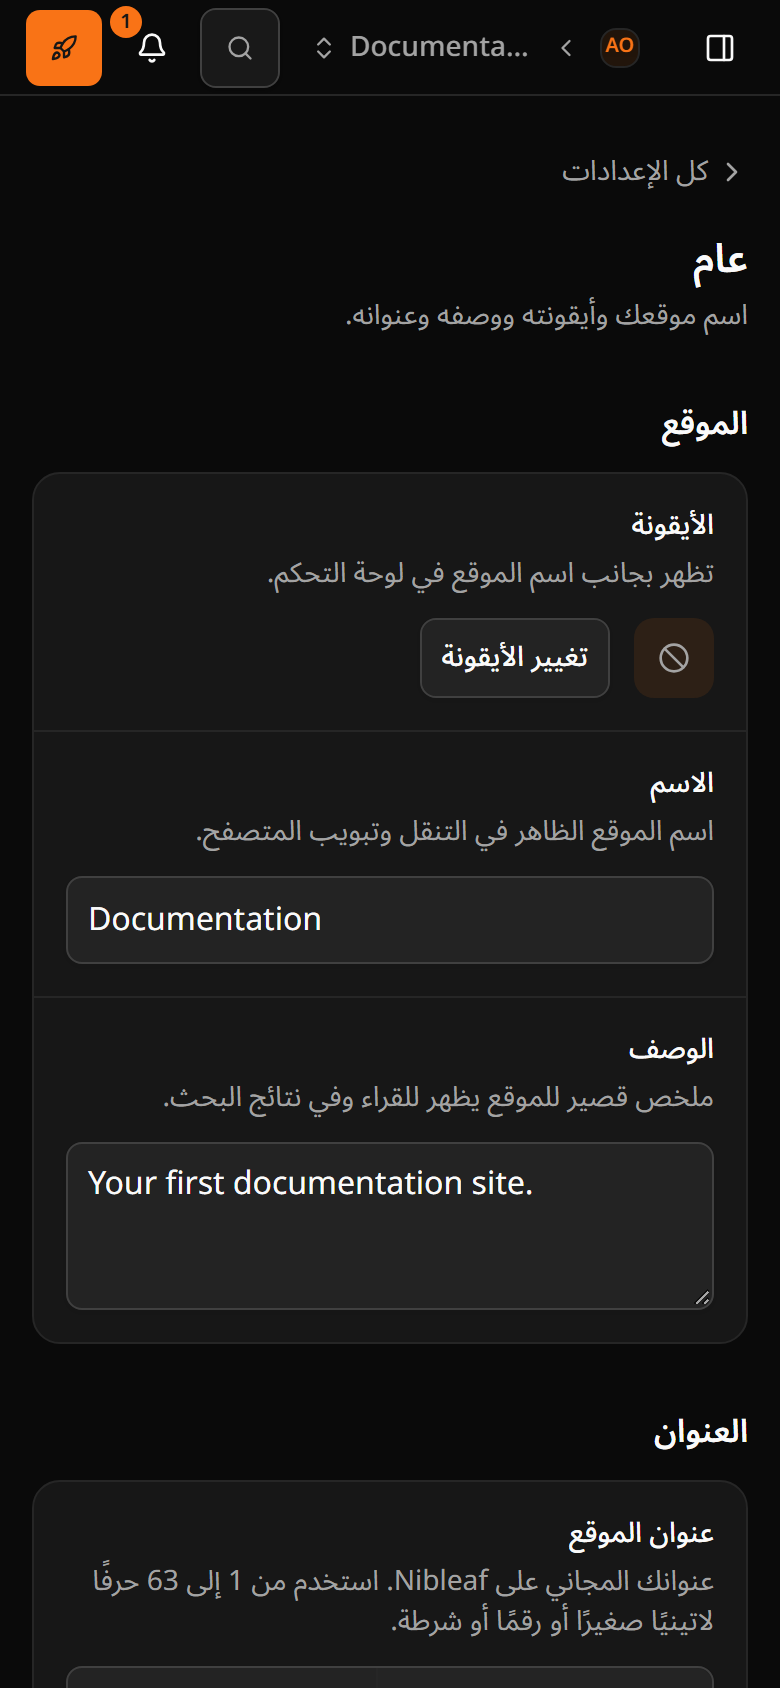 AO
Documenta...
1
كل الإعدادات
عام
اسم موقعك وأيقونته ووصفه وعنوانه.
الموقع
الأيقونة
تظهر بجانب اسم الموقع في لوحة التحكم.
تغيير الأيقونة
الاسم
اسم الموقع الظاهر في التنقل وتبويب المتصفح.
Documentation
الوصف
ملخص قصير للموقع يظهر للقراء وفي نتائج البحث.
Your first documentation site.
العنوان
عنوان الموقع
عنوانك المجاني على Nibleaf. استخدم من 1 إلى 63 حرفًا
لاتينيًا صغيرًا أو رقمًا أو شرطة.